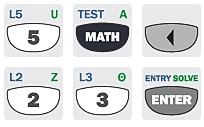 L5 U TEST A
5 MATH
L2 Z L3 θ ENTRY SOLVE
2 3 ENTER